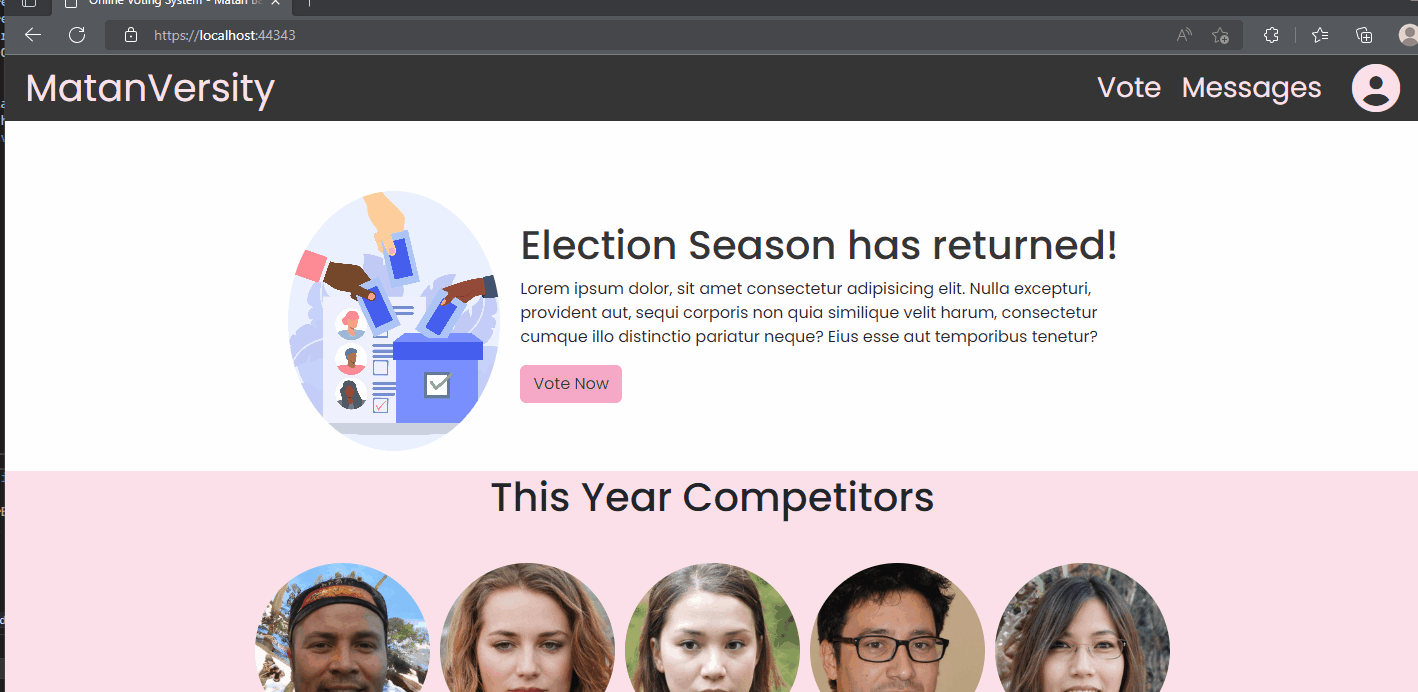 Online Voting System - Matan Ba
https://localhost:44343
MatanVersity
Vote Messages
Election Season has returned!
Lorem ipsum dolor, sit amet consectetur adipisicing elit. Nulla excepturi,
provident aut, sequi corporis non quia similique velit harum, consectetur
cumque illo distinctio pariatur neque? Eius esse aut temporibus tenetur?
Vote Now
This Year Competitors